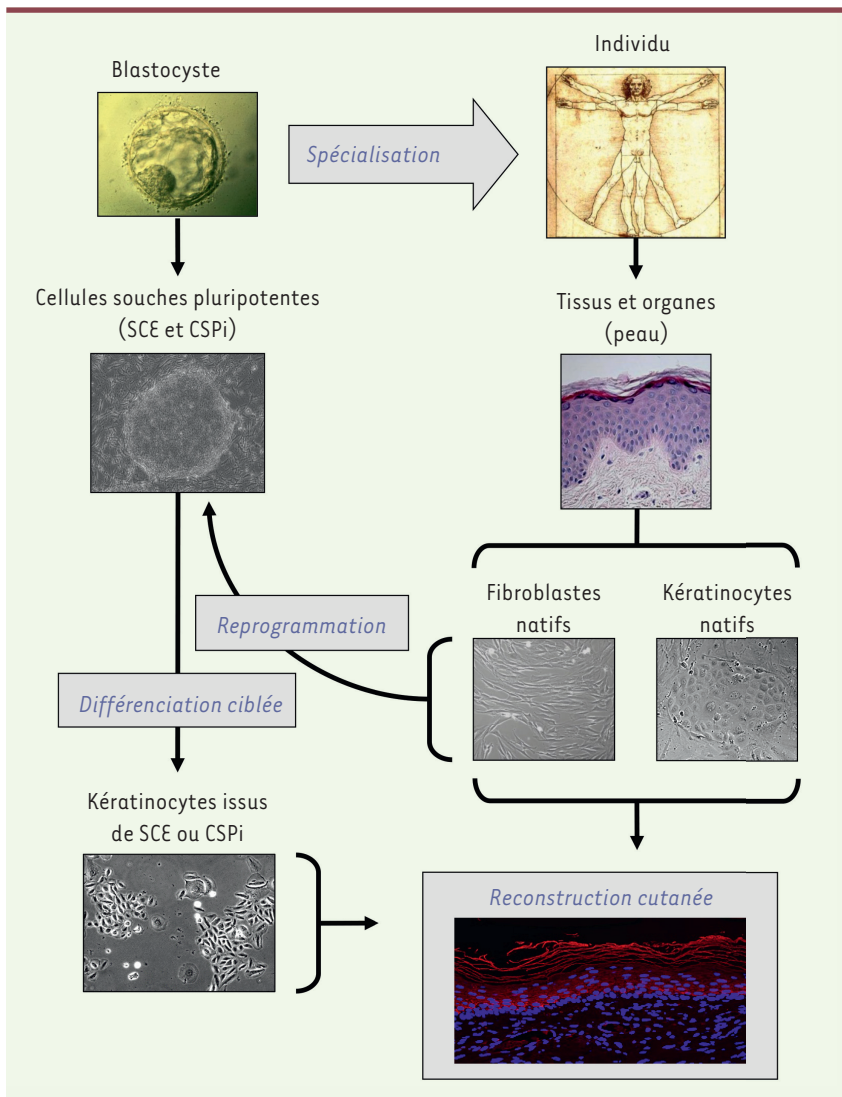 Blastocyste
Individu
Spécialisation
Cellules souches pluripotentes
(SCE et CSPi)
Tissus et organes
(peau)
Fibroblastes
natifs
Kératinocytes
natifs
Reprogrammation
Différenciation ciblée
Kératinocytes issus
de SCE ou CSPi
Reconstruction cutanée